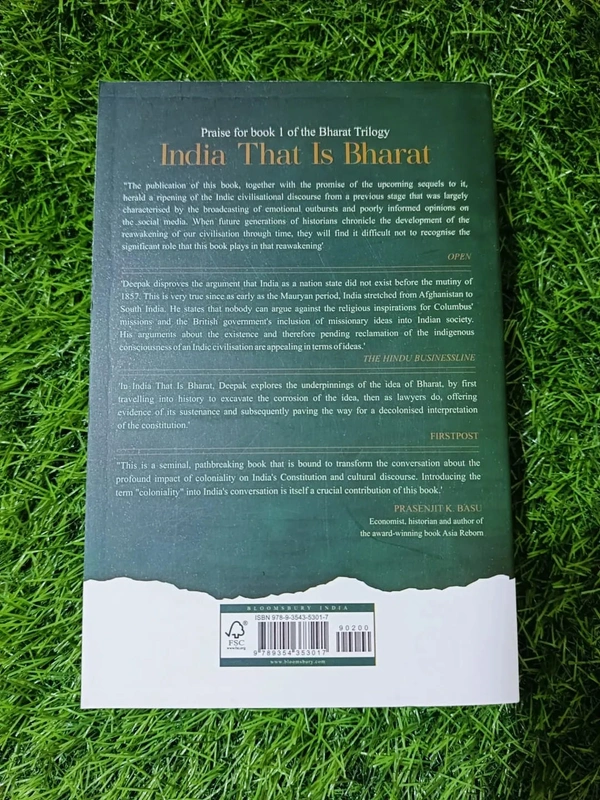 Praise for book 1 of the Bharat Trilogy
India That Is Bharat
"The publication of this book, together with the promise of the upcoming sequels to it,
herald a ripening of the Indic civilisational discourse from a previous stage that was largely
characterised by the broadcasting of emotional outbursts and poorly informed opinions on
the social media. When future generations of historians chronicle the development of the
reawakening of our civilisation through time, they will find it difficult not to recognise the
significant role that this book plays in that reawakening'
OPEN
'Deepak disproves the argument that India as a nation state did not exist before the mutiny of
1857. This is very true since as early as the Mauryan period, India stretched from Afghanistan to
South India. He states that nobody can argue against the religious inspirations for Columbus'
missions and the British government's inclusion of missionary ideas into Indian society.
His arguments about the existence and therefore pending reclamation of the indigenous
consciousness of an Indic civilisation are appealing in terms of ideas.'
THE HINDU BUSINESSLINE
'In India That Is Bharat, Deepak explores the underpinnings of the idea of Bharat, by first
travelling into history to excavate the corrosion of the idea, then as lawyers do, offering
evidence of its sustenance and subsequently paving the way for a decolonised interpretation
of the constitution.'
FIRSTPOST
"This is a seminal, pathbreaking book that is bound to transform the conversation about the
profound impact of coloniality on India's Constitution and cultural discourse. Introducing the
term "coloniality" into India's conversation is itself a crucial contribution of this book.'
PRASENJIT K. BASU
Economist, historian and author of
the award-winning book Asia Reborn
BLOOMSBURY INDIA
ISBN 978-9-3543-5301-7
90200
9 789354 353017
www.bloomsbury.com
FSC
www.fsc.org